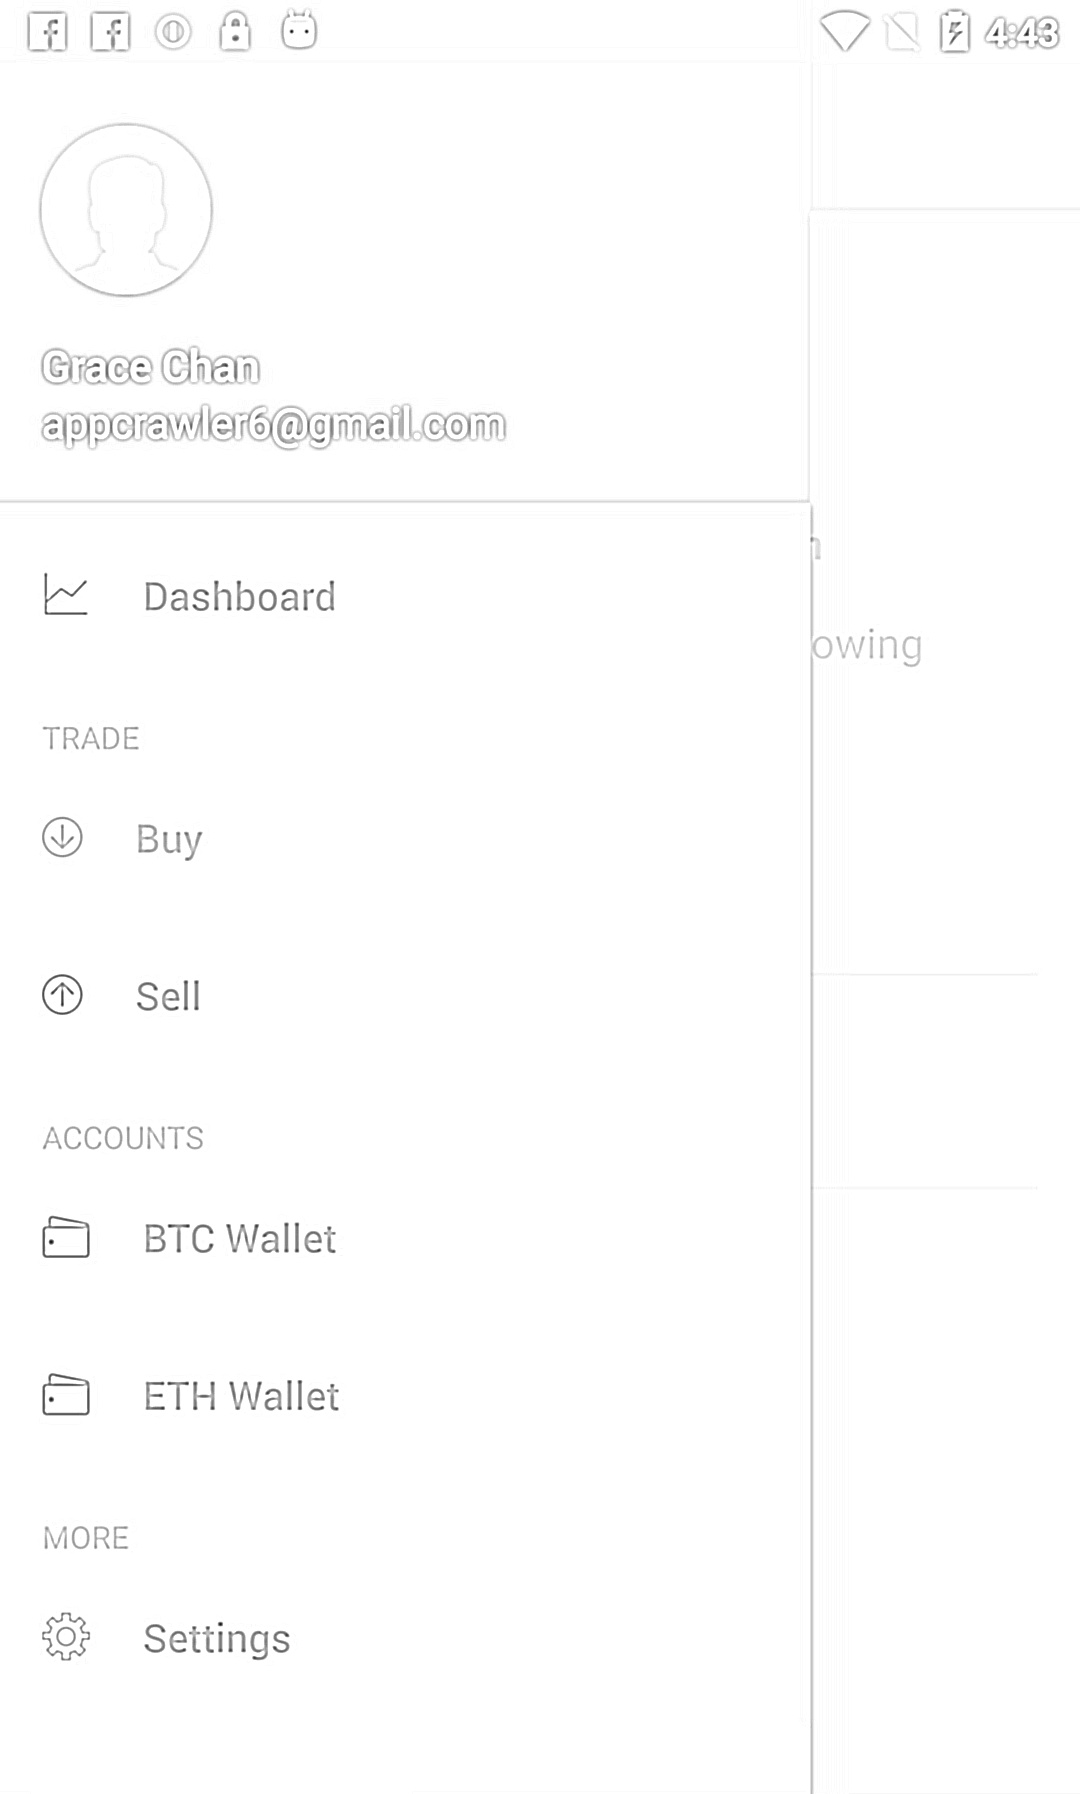 4:43
Grace Chan
appcrawler6@gmail.com
Dashboard
owing
TRADE
Buy
Sell
ACCOUNTS
BTC Wallet
ETH Wallet
MORE
Settings